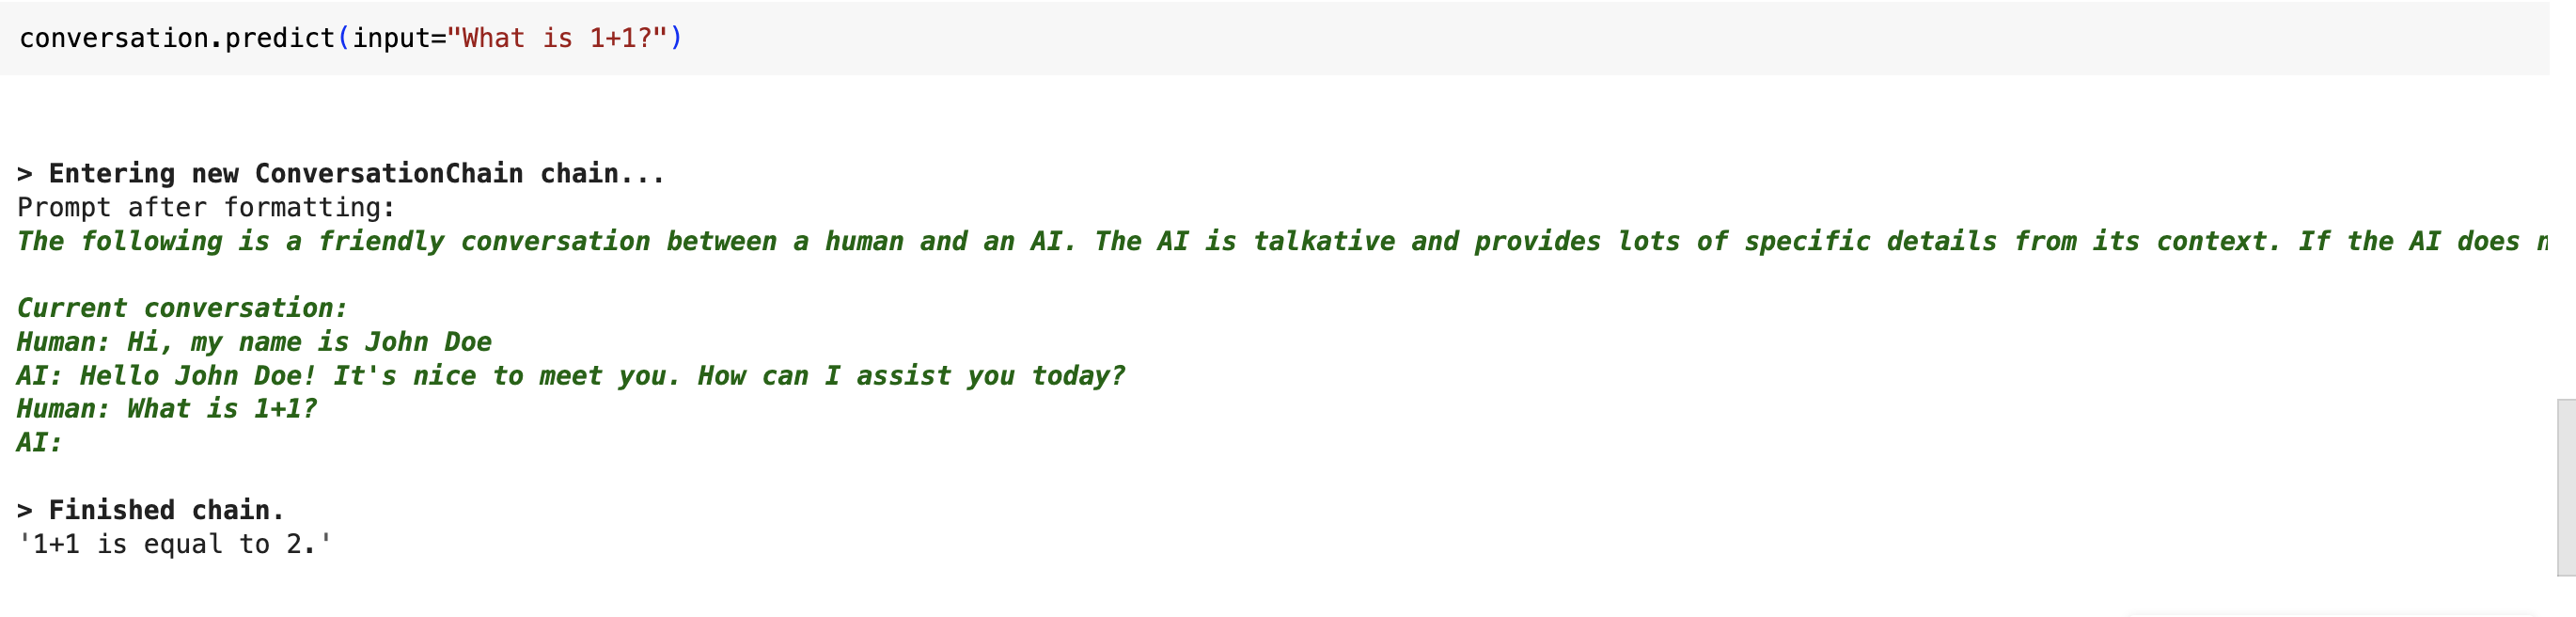 conversation.predict(input="What is 1+1?")
> Entering new ConversationChain chain...
Prompt after formatting:
The following is a friendly conversation between a human and an AI. The AI is talkative and provides lots of specific details from its context. If the AI does
Current conversation:
Human: Hi, my name is John Doe
AI: Hello John Doe! It's nice to meet you. How can I assist you today?
Human: What is 1+1?
AI:
> Finished chain.
'1+1 is equal to 2.'